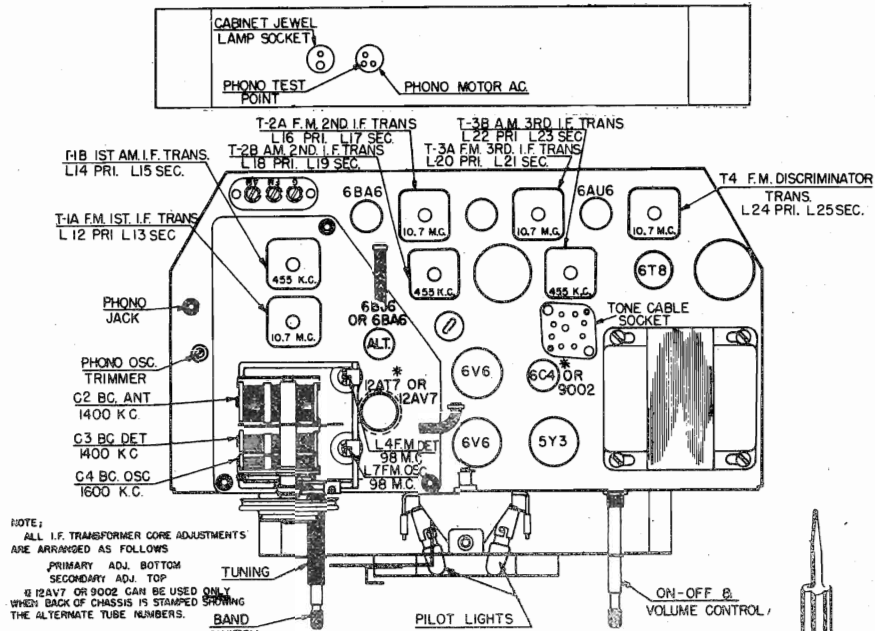 CABINET JEWEL
LAMP SOCKET
PHONO TEST
POINT
PHONO MOTOR A.C.
T-2A F.M. 2ND. I.F. TRANS
L16 PRI. L17 SEC.
T-3B A.M. 3RD. I.F. TRANS
L22 PRI L23 SEC.
T-2B AM. 2ND. I.F. TRANS.
L18 PRI. L19 SEC.
T-3A F.M. 3RD. I.F. TRANS.
L-20 PRI. L21 SEC.
T-1B IST AM. I.F. TRANS.
L14 PRI. L15 SEC.
T4 F.M. DISCRIMINATOR
TRANS.
L24 PRI. L25 SEC.
T-1A F.M. IST. I.F. TRANS
L12 PRI L13 SEC
6BA6
6AU6
10.7 M.C.
10.7 M.C.
10.7 M.C.
455 K.C.
455 K.C.
455 K.C.
6T8
10.7 M.C.
PHONO
JACK
6BJ6
OR 6BA6
ALT.
TONE CABLE
SOCKET
PHONO OSC.
TRIMMER
*
12AT7 OR
12AV7
6V6
*
6C4 OR
9002
C2 BC. ANT
1400 K.C.
C3 BC DET
1400 K C
C4 BC. OSC
1600 K.C.
L4 F.M DET
98 M.C
L7 FM. OSC
98 M.C.
6V6
5Y3
NOTE;
ALL I.F. TRANSFORMER CORE ADJUSTMENTS
ARE ARRANGED AS FOLLOWS
PRIMARY ADJ. BOTTOM
SECONDARY ADJ. TOP
12AV7 OR 9002 CAN BE USED ONLY
WHEN BACK OF CHASSIS IS STAMPED SHOWING
THE ALTERNATE TUBE NUMBERS.
TUNING
BAND
PILOT LIGHTS
ON-OFF &
VOLUME CONTROL